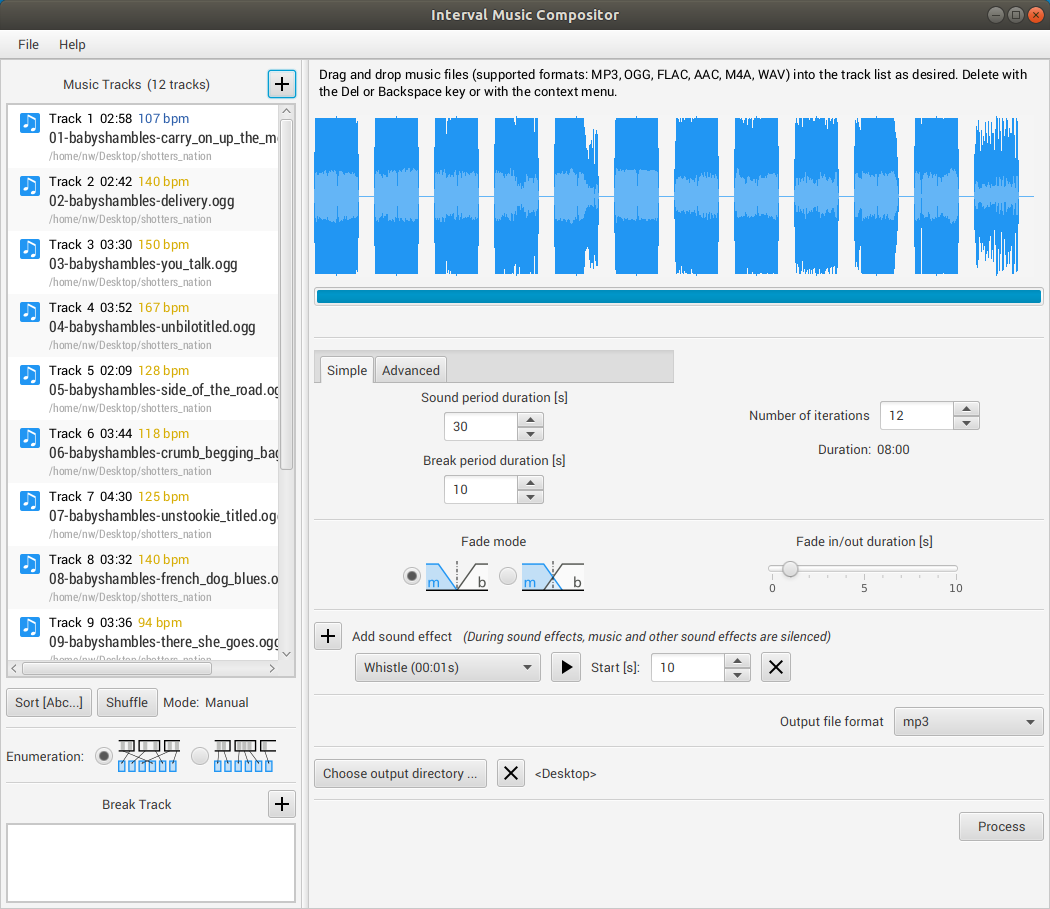 Interval Music Compositor
File Help
Music Tracks (12 tracks)
Track 1 02:58 107 bpm
01-babyshambles-carry_on_up_the_m
/home/nw/Desktop/shotters_nation
Track 2 02:42 140 bpm
02-babyshambles-delivery.ogg
/home/nw/Desktop/shotters_nation
Track 3 03:30 150 bpm
03-babyshambles-you_talk.ogg
/home/nw/Desktop/shotters_nation
Track 4 03:52 167 bpm
04-babyshambles-unbilotitled.ogg
/home/nw/Desktop/shotters_nation
Track 5 02:09 128 bpm
05-babyshambles-side_of_the_road.og
/home/nw/Desktop/shotters_nation
Track 6 03:44 118 bpm
06-babyshambles-crumb_begging_bag
/home/nw/Desktop/shotters_nation
Track 7 04:30 125 bpm
07-babyshambles-unstookie_titled.ogg
/home/nw/Desktop/shotters_nation
Track 8 03:32 140 bpm
08-babyshambles-french_dog_blues.o
/home/nw/Desktop/shotters_nation
Track 9 03:36 94 bpm
09-babyshambles-there_she_goes.ogg
/home/nw/Desktop/shotters_nation
Sort [Abc...] Shuffle Mode: Manual
Enumeration:
Break Track
Drag and drop music files (supported formats: MP3, OGG, FLAC, AAC, M4A, WAV) into the track list as desired. Delete with
the Del or Backspace key or with the context menu.
Simple Advanced
Sound period duration [s]
30
Break period duration [s]
10
Number of iterations 12
Duration: 08:00
Fade mode
m b m b
Fade in/out duration [s]
0 5 10
Add sound effect (During sound effects, music and other sound effects are silenced)
Whistle (00:01s) Start [s]: 10
Output file format mp3
Choose output directory ... <Desktop>
Process